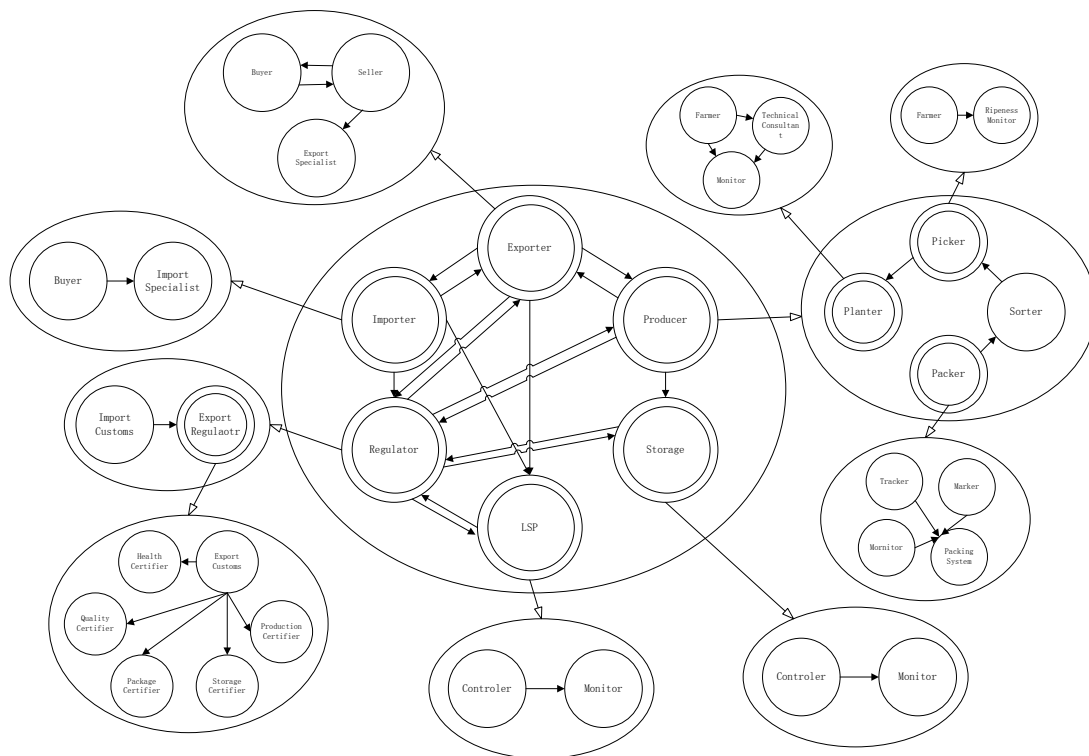 Buyer
Seller
Export
Specialist
Farmer
Technical
Consultan
t
Monitor
Farmer
Ripeness
Monitor
Buyer
Import
Specialist
Exporter
Importer
Producer
Picker
Planter
Sorter
Packer
Import
Customs
Export
Regulaotr
Regulator
Storage
LSP
Tracker
Marker
Mornitor
Packing
System
Health
Certifier
Export
Customs
Quality
Certifier
Production
Certifier
Package
Certifier
Storage
Certifier
Controler
Monitor
Controler
Monitor